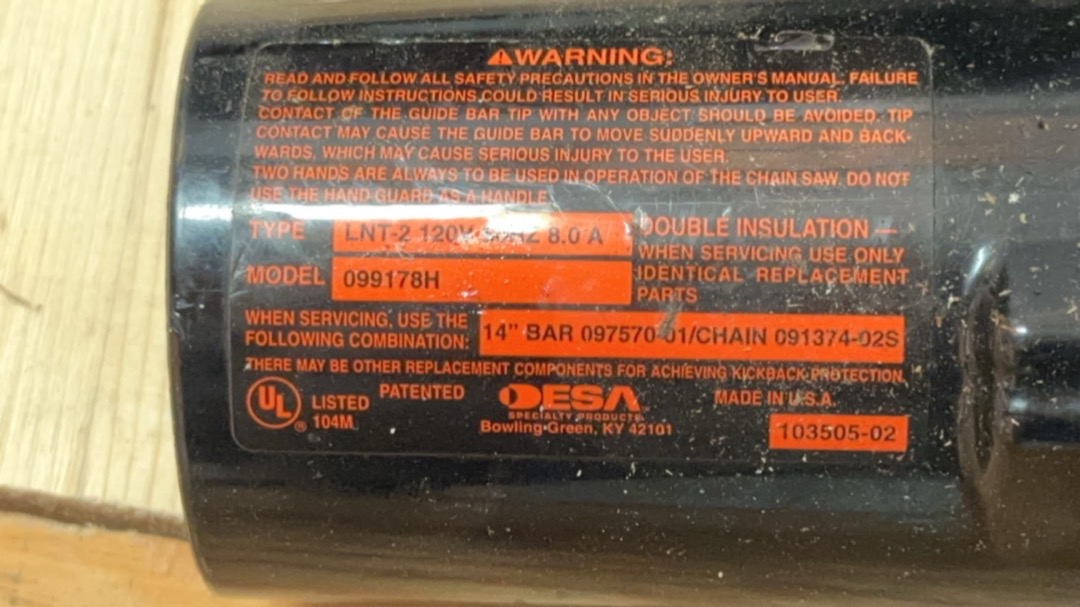 ⚠WARNING:
READ AND FOLLOW ALL SAFETY PRECAUTIONS IN THE OWNER'S MANUAL. FAILURE
TO FOLLOW INSTRUCTIONS COULD RESULT IN SERIOUS INJURY TO USER.
CONTACT OF THE GUIDE BAR TIP WITH ANY OBJECT SHOULD BE AVOIDED. TIP
CONTACT MAY CAUSE THE GUIDE BAR TO MOVE SUDDENLY UPWARD AND BACK-
WARDS, WHICH MAY CAUSE SERIOUS INJURY TO THE USER.
TWO HANDS ARE ALWAYS TO BE USED IN OPERATION OF THE CHAIN SAW. DO NOT
USE THE HAND GUARD AS A HANDLE
TYPE LNT-2 120V 8.0 A
MODEL 099178H
DOUBLE INSULATION —
WHEN SERVICING USE ONLY
IDENTICAL REPLACEMENT
PARTS
WHEN SERVICING, USE THE
FOLLOWING COMBINATION:
14" BAR 097570-01/CHAIN 091374-02S
THERE MAY BE OTHER REPLACEMENT COMPONENTS FOR ACHIEVING KICKBACK PROTECTION.
UL ® LISTED
104M
PATENTED
DESA
SPECIALTY PRODUCTS
Bowling Green, KY 42101
MADE IN U.S.A.
103505-02